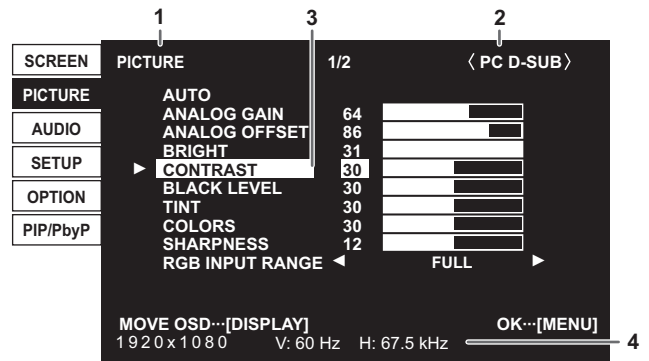 1 3 2
SCREEN
PICTURE
AUDIO
SETUP
OPTION
PIP/PbyP
PICTURE 1/2 〈 PC D-SUB〉
AUTO
ANALOG GAIN 64
ANALOG OFFSET 86
BRIGHT 31
▶ CONTRAST 30
BLACK LEVEL 30
TINT 30
COLORS 30
SHARPNESS 12
RGB INPUT RANGE ◀ FULL ▶
MOVE OSD···[DISPLAY] OK···[MENU]
1920x1080 V: 60 Hz H: 67.5 kHz 4